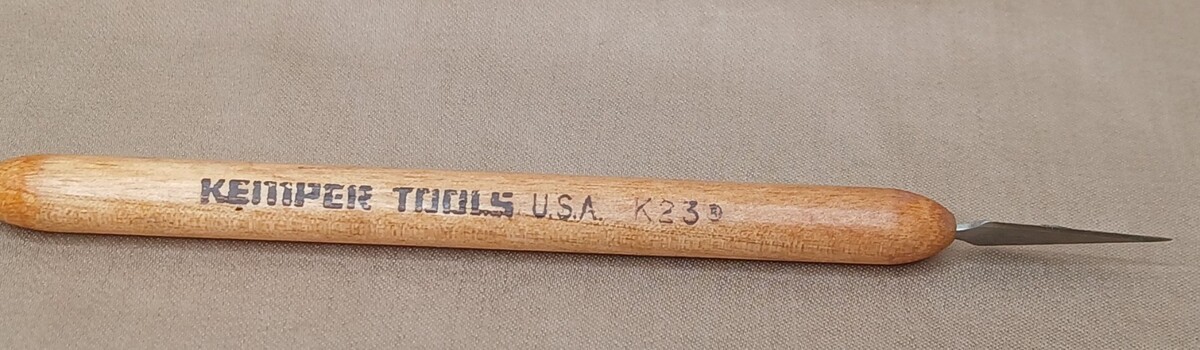 KEMPER TOOLS U.S.A. K23®